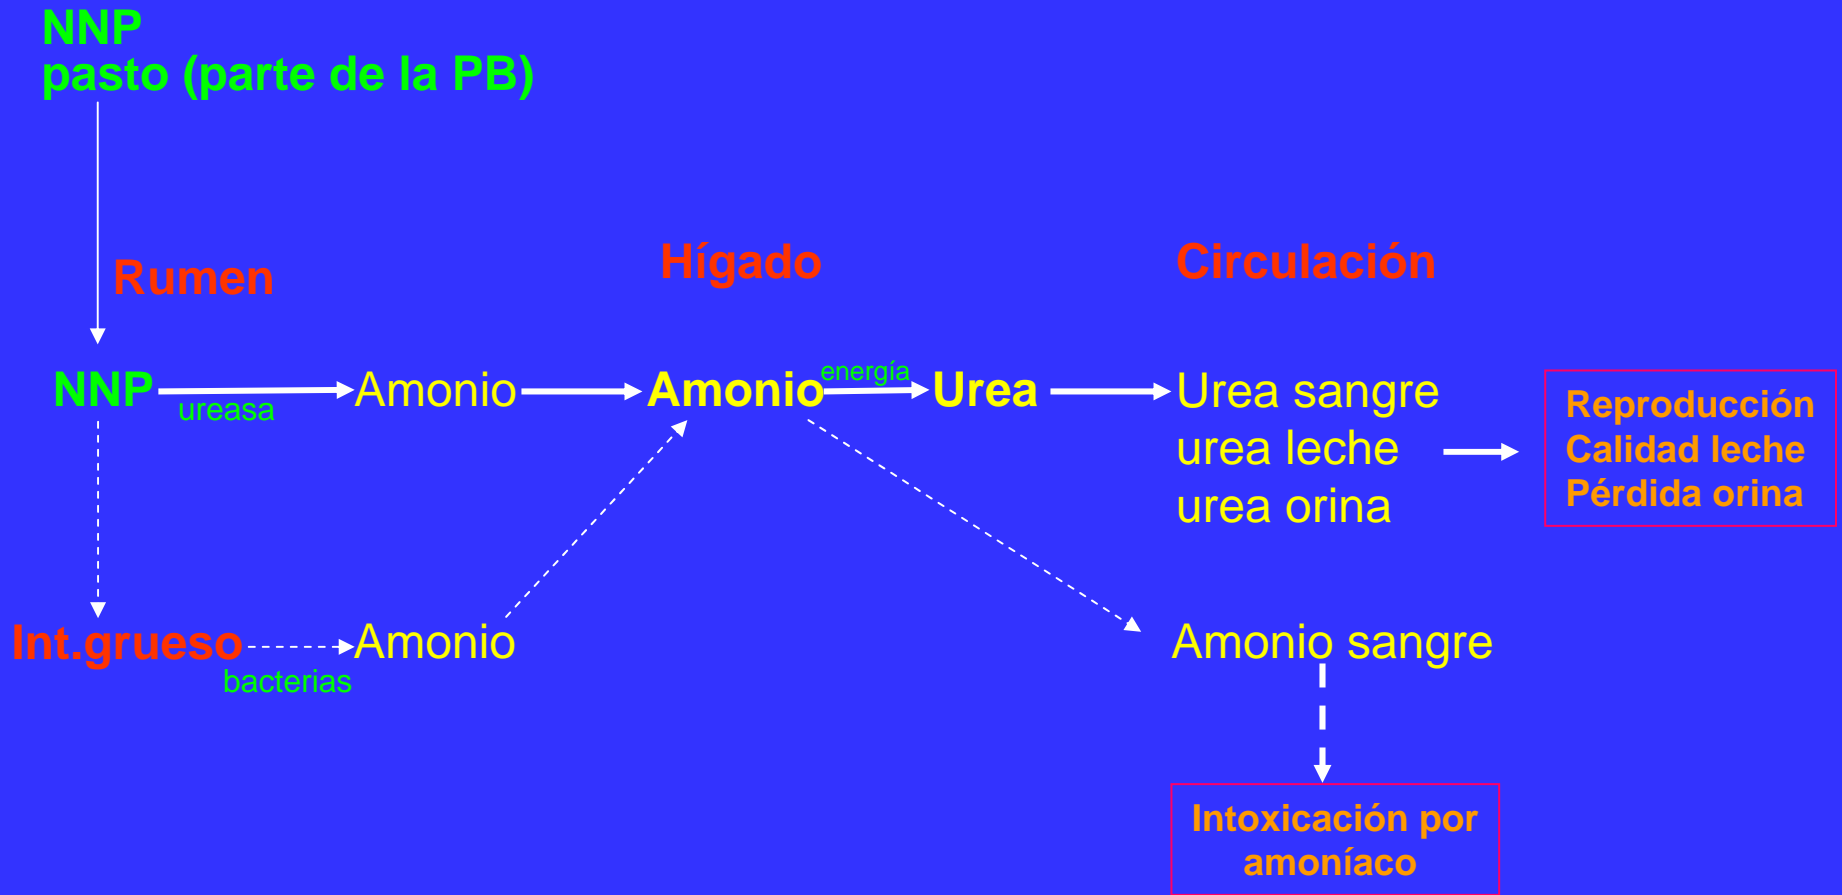 NNP
pasto (parte de la PB)
Rumen
Hígado
Circulación
NNP
ureasa
Amonio
Amonio
energía
Urea
Urea sangre
urea leche
urea orina
Reproducción
Calidad leche
Pérdida orina
Int.grueso
bacterias
Amonio
Amonio sangre
Intoxicación por
amoníaco